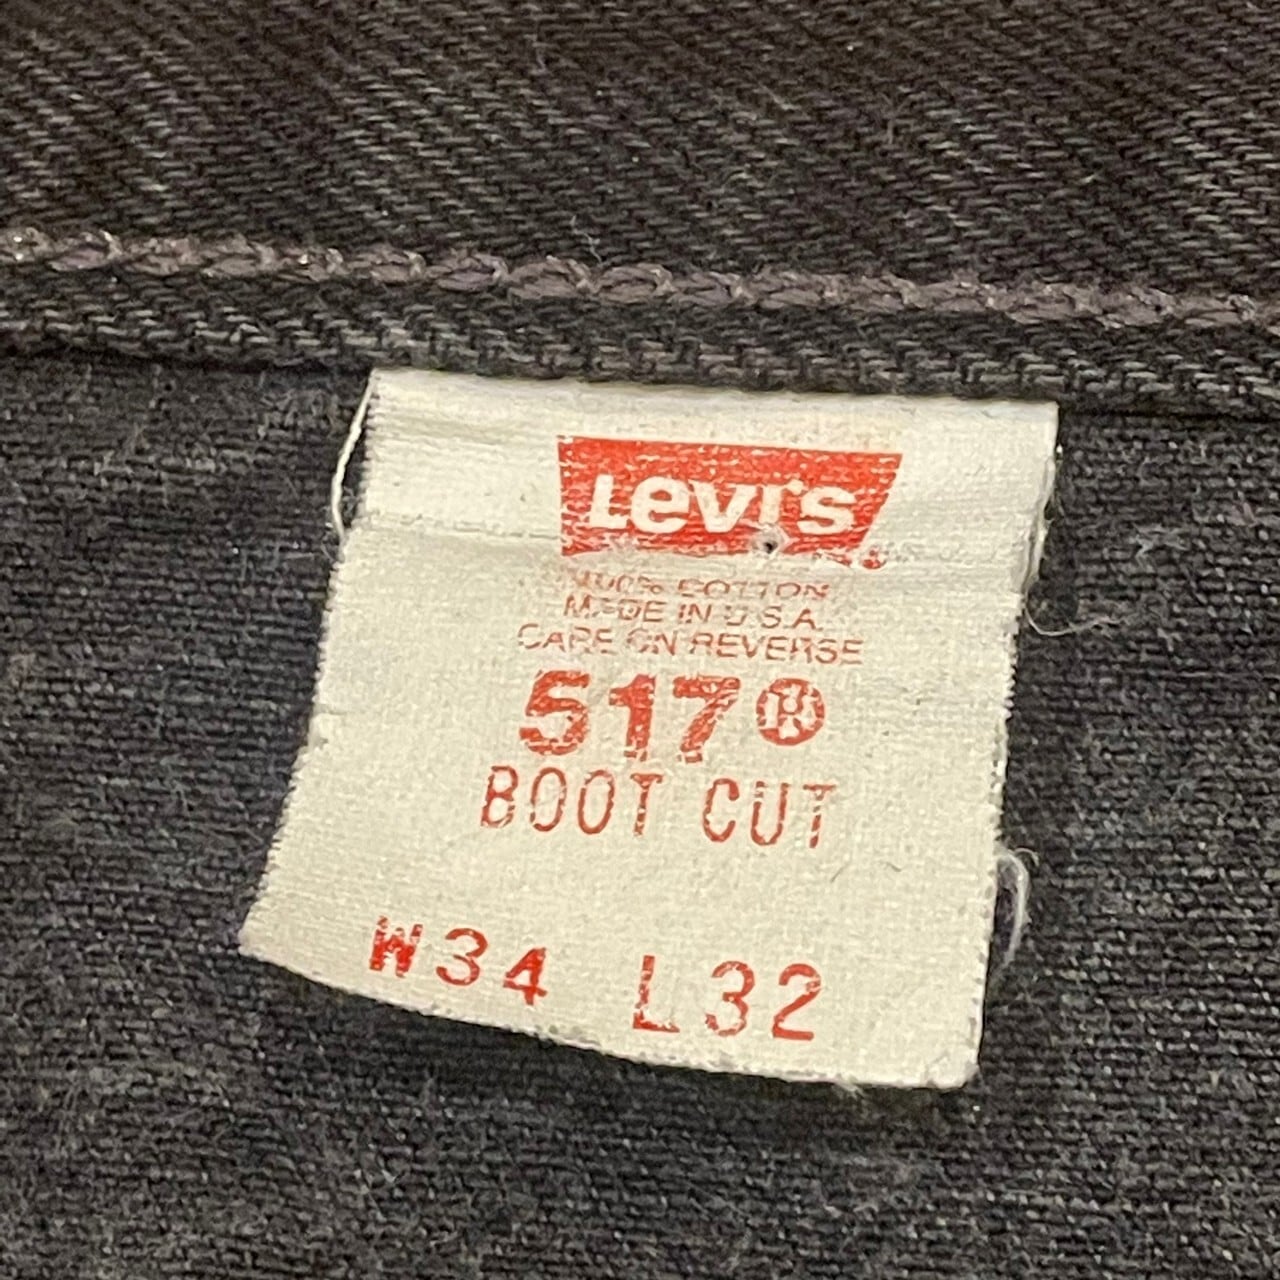 Levi's
100% COTTON
MADE IN U.S.A.
CARE ON REVERSE
517®
BOOT CUT
W34 L32